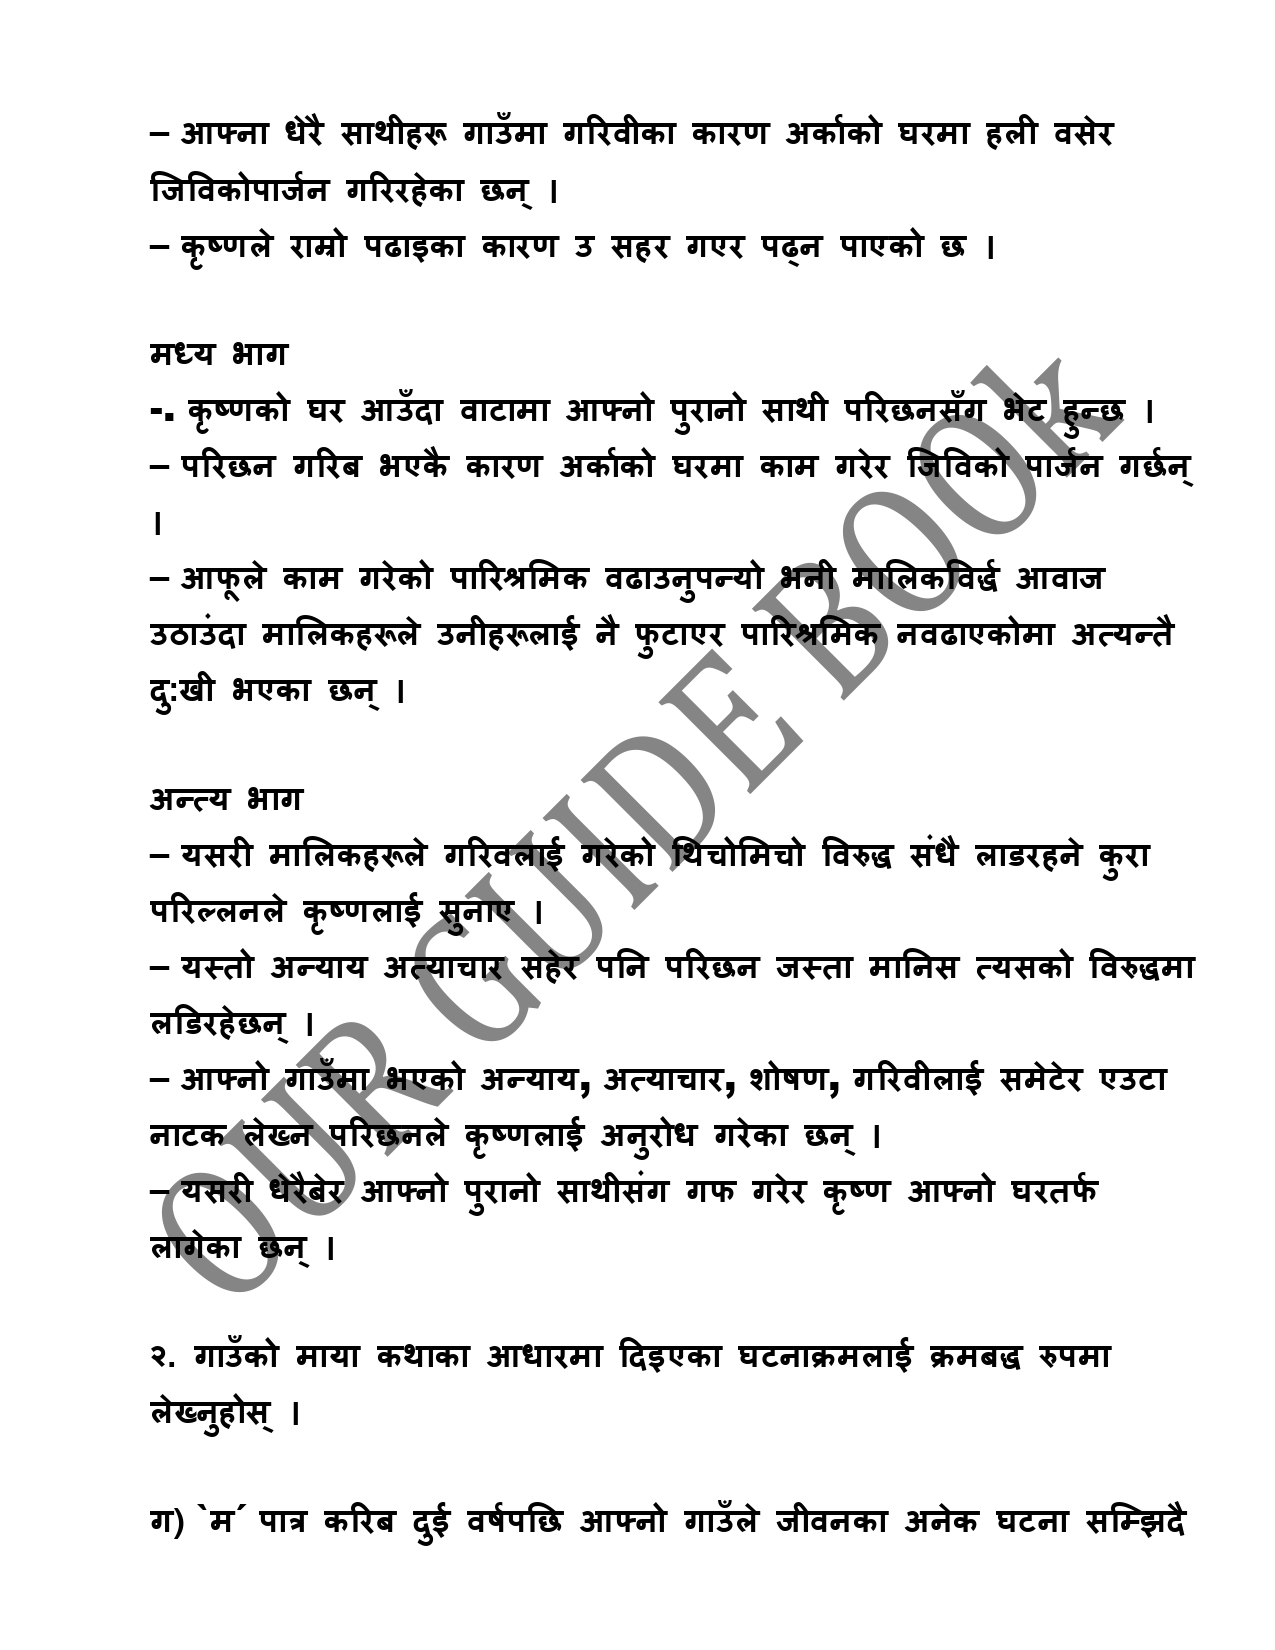 – आफ्ना धेरै साथीहरू गाउँमा गरिवीका कारण अर्काको घरमा हली वसेर
जिविकोपार्जन गरिरहेका छन् ।
– कृष्णले राम्रो पढाइका कारण उ सहर गएर पढ्न पाएको छ ।
मध्य भाग
-. कृष्णको घर आउँदा वाटामा आफ्नो पुरानो साथी परिछनसँग भेट हुन्छ ।
– परिछन गरिब भएकै कारण अर्काको घरमा काम गरेर जिविको पार्जन गर्छन्
।
– आफूले काम गरेको पारिश्रमिक वढाउनुपन्यो भनी मालिकविर्द्ध आवाज
उठाउंदा मालिकहरूले उनीहरूलाई नै फुटाएर पारिश्रमिक नवढाएकोमा अत्यन्तै
दु:खी भएका छन् ।
अन्त्य भाग
– यसरी मालिकहरूले गरिवलाई गरेको थिचोमिचो विरुद्ध संधै लाडरहने कुरा
परिल्लनले कृष्णलाई सुनाए ।
– यस्तो अन्याय अत्याचार सहेर पनि परिछन जस्ता मानिस त्यसको विरुद्धमा
लडिरहेछन् ।
– आफ्नो गाउँमा भएको अन्याय, अत्याचार, शोषण, गरिवीलाई समेटेर एउटा
नाटक लेख्न परिछनले कृष्णलाई अनुरोध गरेका छन् ।
– यसरी धेरैबेर आफ्नो पुरानो साथीसंग गफ गरेर कृष्ण आफ्नो घरतर्फ
लागेका छन् ।
२. गाउँको माया कथाका आधारमा दिइएका घटनाक्रमलाई क्रमबद्ध रुपमा
लेख्नुहोस् ।
ग) `म´ पात्र करिब दुई वर्षपछि आफ्नो गाउँले जीवनका अनेक घटना सम्झिदै
OUR GUIDE BOOk